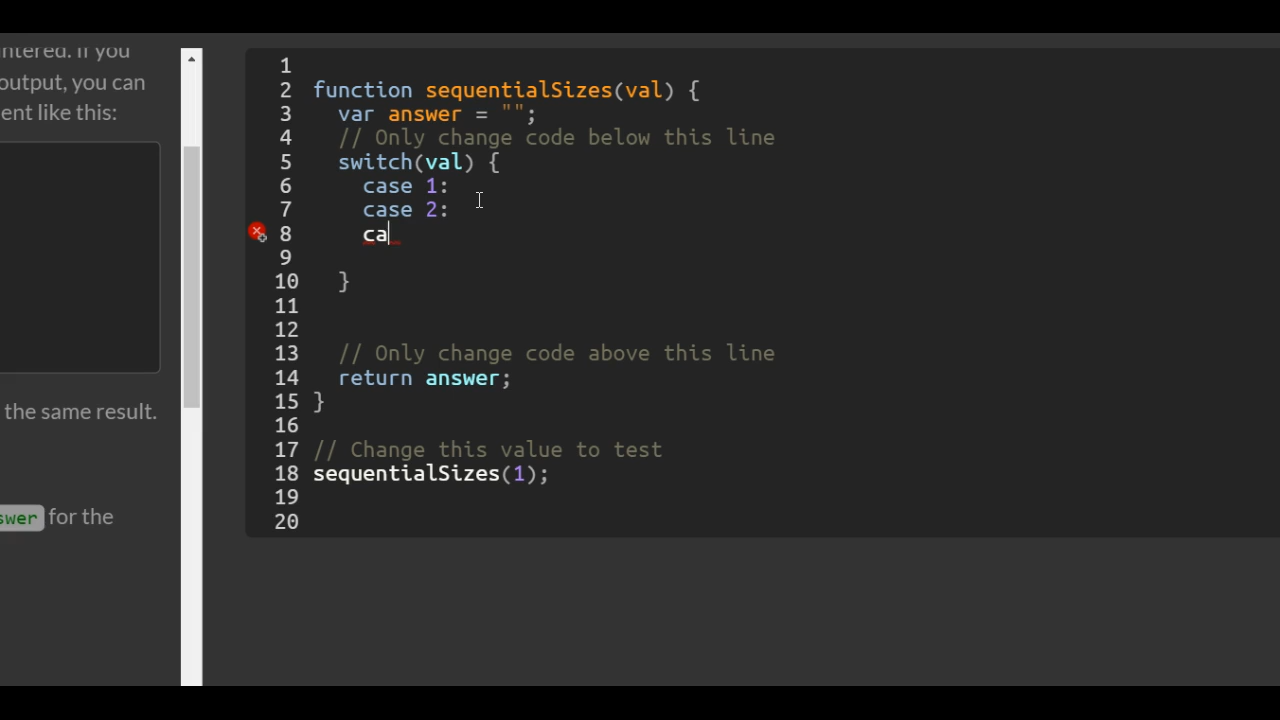 ntered. If you
output, you can
ent like this:
the same result.
swer for the
1
2 function sequentialSizes(val) {
3 var answer = "";
4 // Only change code below this line
5 switch(val) {
6 case 1:
7 case 2:
8 ca
9
10 }
11
12
13 // Only change code above this line
14 return answer;
15 }
16
17 // Change this value to test
18 sequentialSizes(1);
19
20